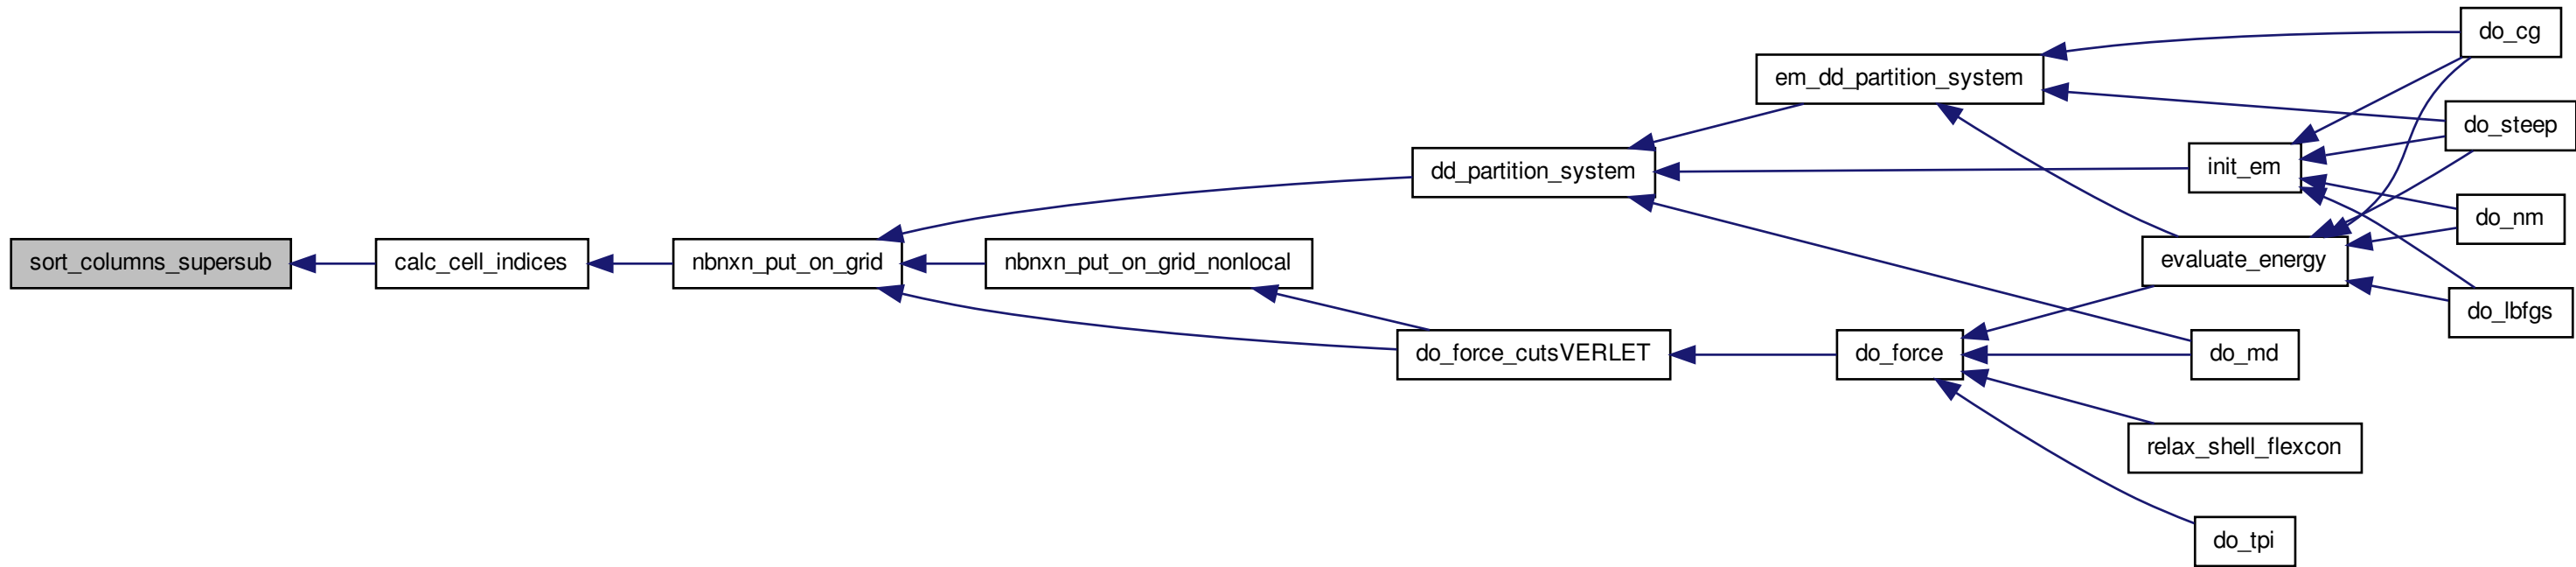 sort_columns_supersub
calc_cell_indices
nbnxn_put_on_grid
nbnxn_put_on_grid_nonlocal
dd_partition_system
do_force_cutsVERLET
em_dd_partition_system
do_force
init_em
evaluate_energy
do_md
relax_shell_flexcon
do_tpi
do_cg
do_steep
do_nm
do_lbfgs